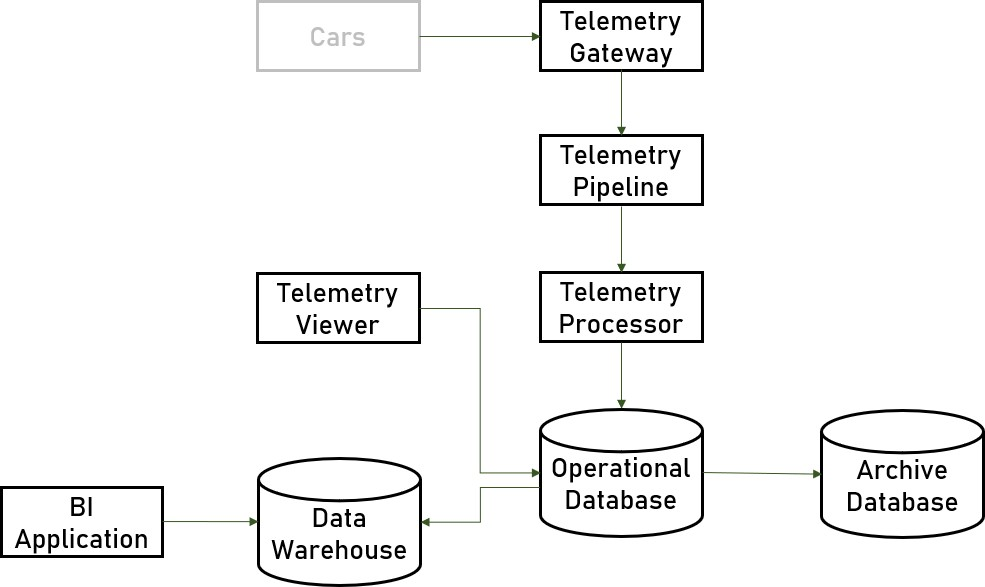 Cars
Telemetry
Gateway
Telemetry
Pipeline
Telemetry
Viewer
Telemetry
Processor
Operational
Database
Archive
Database
BI
Application
Data
Warehouse